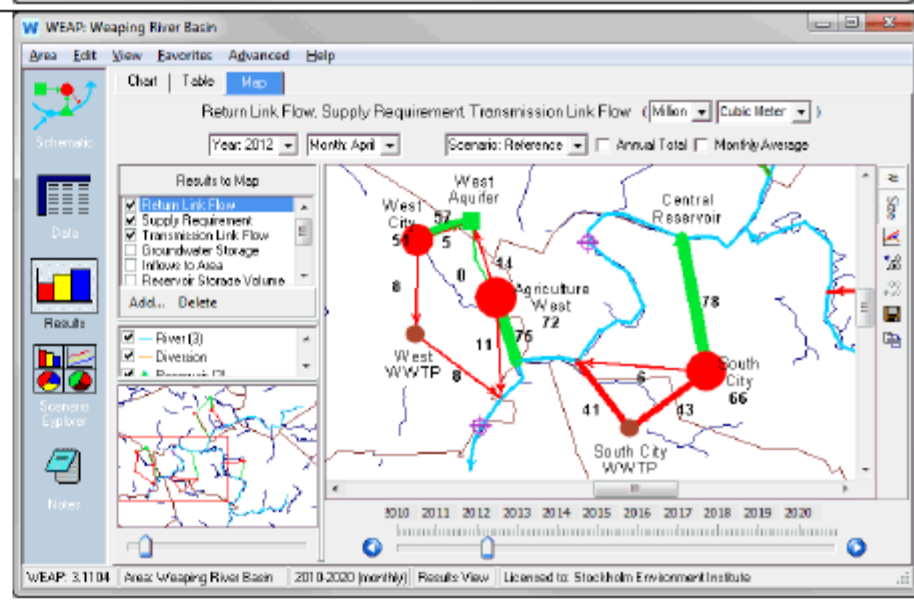 WEAP: Weaping River Basin
Area Edit View Favorites Advanced Help
Chart Table Map
Return Link Flow, Supply Requirement Transmission Link Flow ( Million Cubic Meter )
Year: 2012 Month: April Scenario: Reference Annual Total Monthly Average
Schematic
Data
Results
Scenario
Explorer
Notes
Results to Map
Return Link Flow
Supply Requirement
Transmission Link Flow
Groundwater Storage
Inflows to Area
Reservoir Storage Volume
Add... Delete
River (3)
Diversion
West
Aquifer
West
City
57
5
0
14
8
Agriculture
West
72
75
11
West
WWTP
8
Central
Reservoir
78
South
City
66
6
41
43
South City
WWTP
Size
2010 2011 2012 2013 2014 2015 2016 2017 2018 2019 2020
WEAP: 3.1104 Area: Weaping River Basin 2010-2020 (monthly) Results View Licensed to: Stockholm Environment Institute